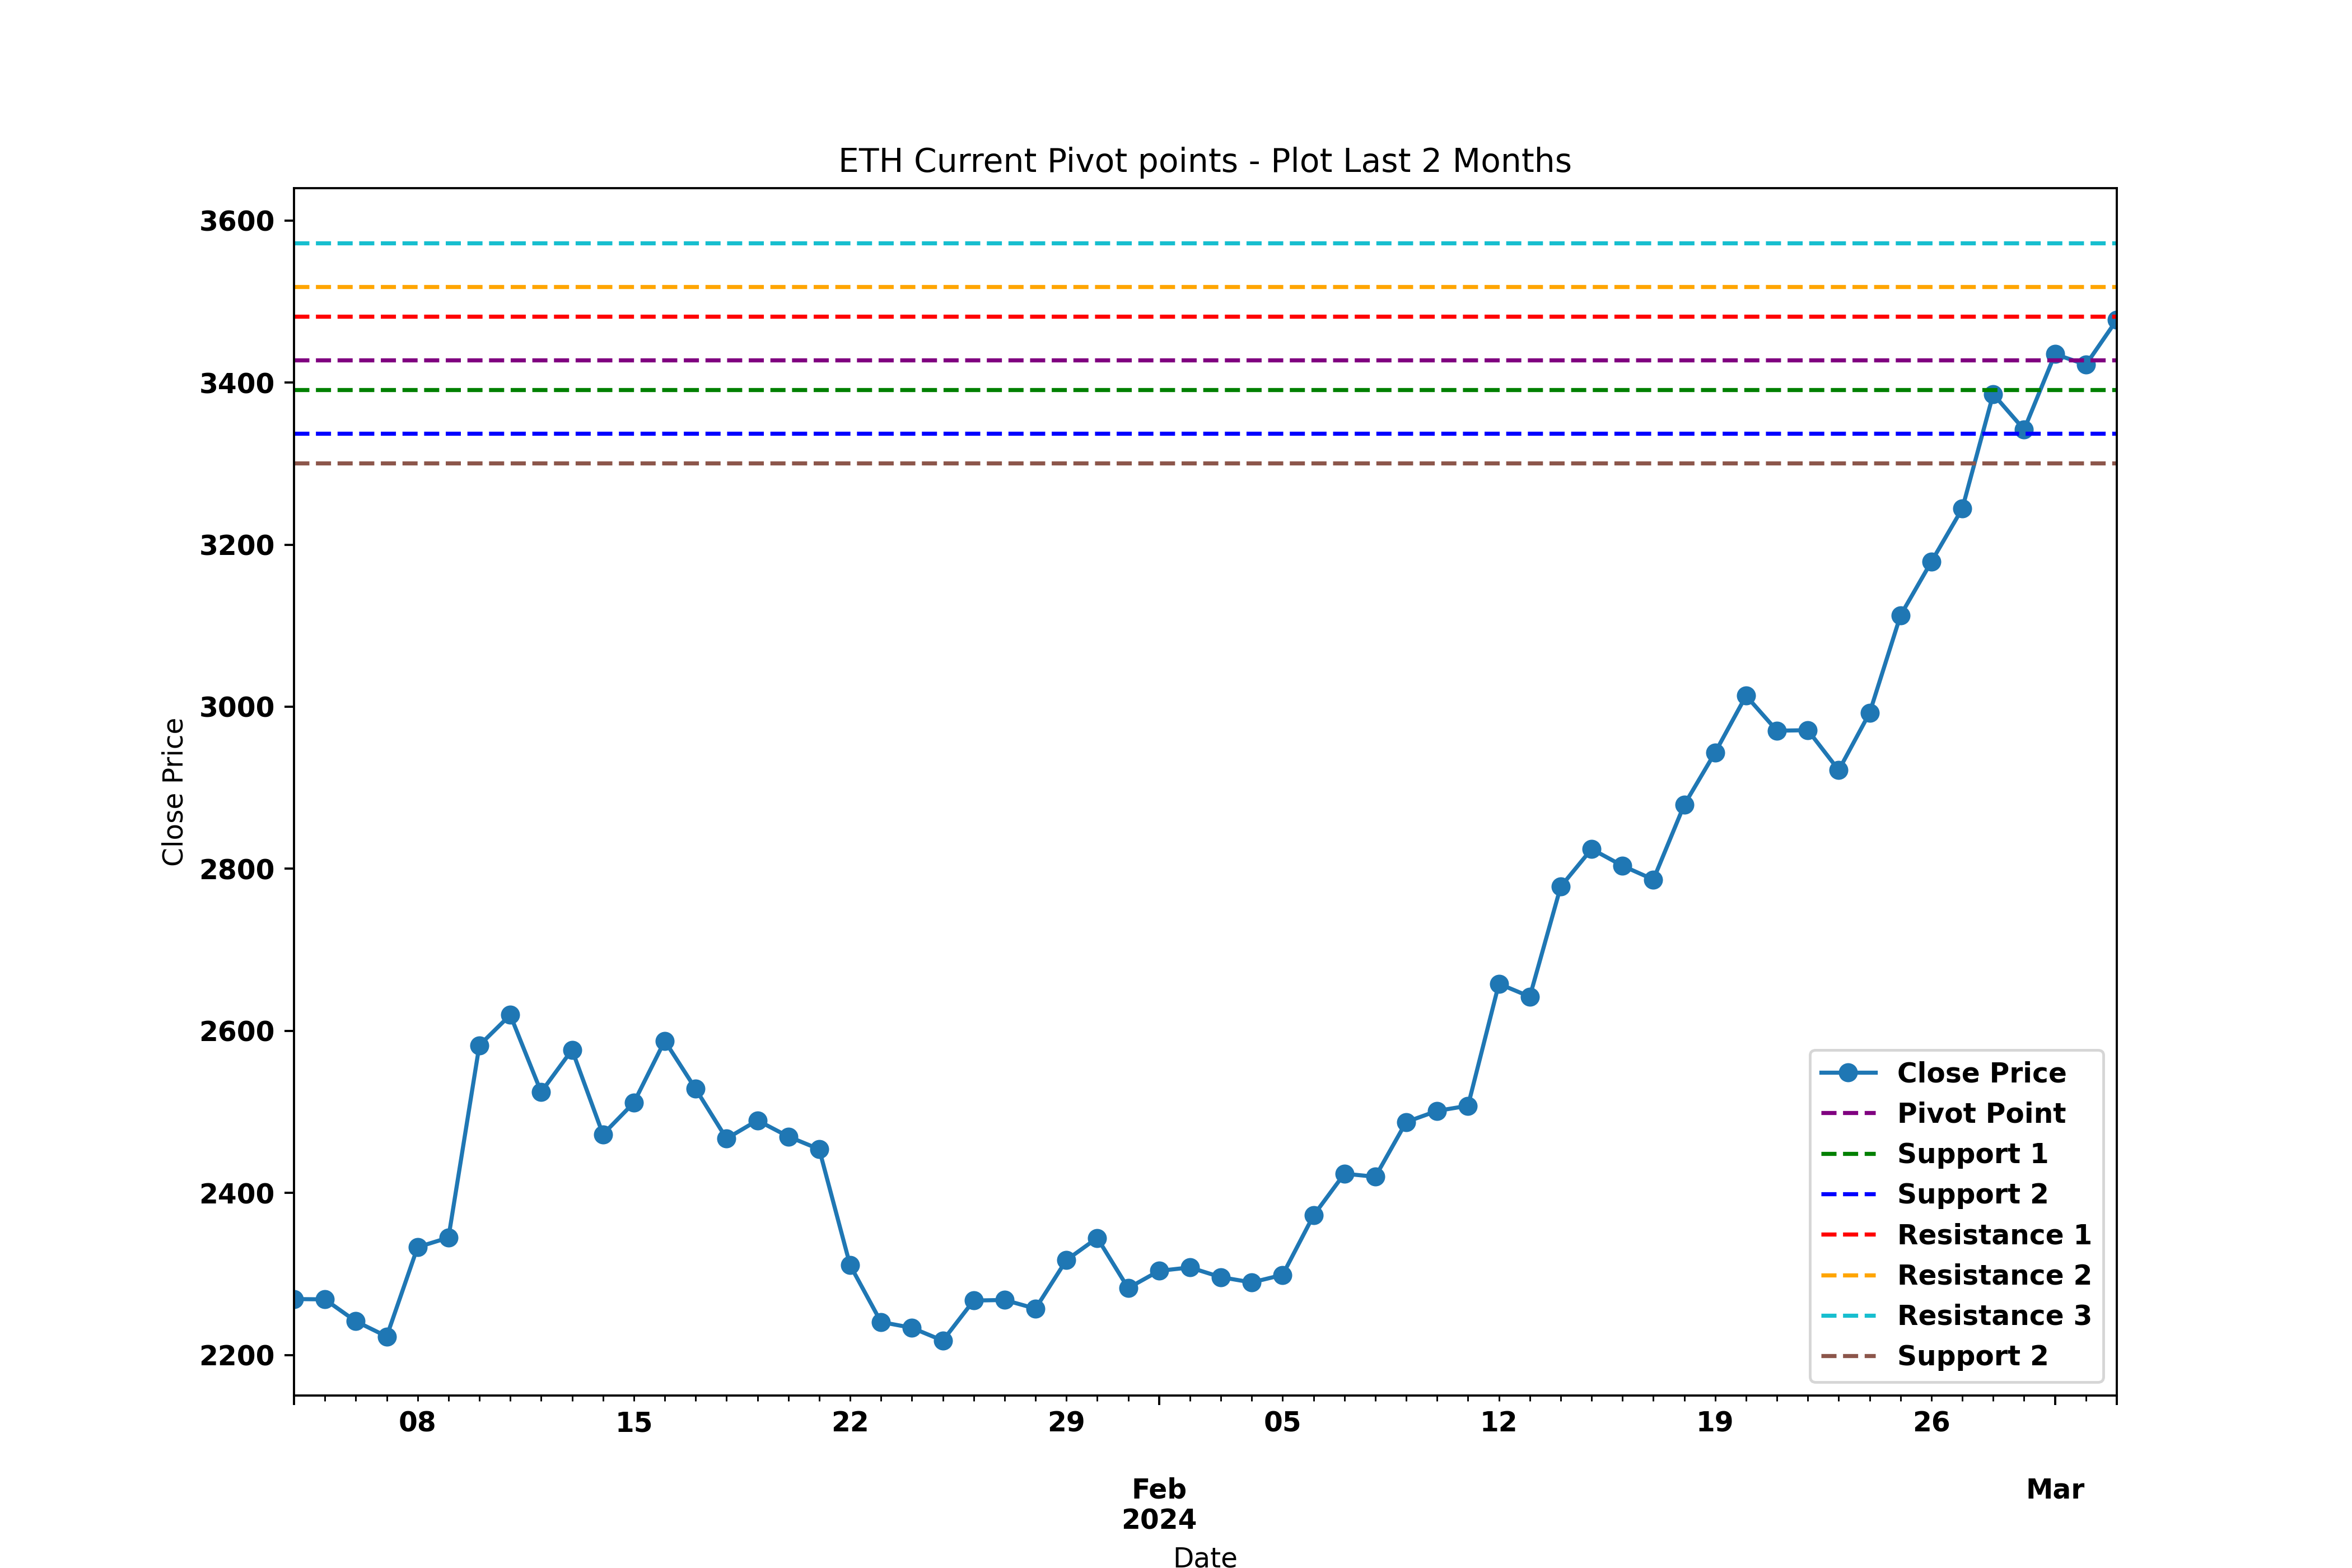 ETH Current Pivot points - Plot Last 2 Months
3600
3400
3200
3000
2800
2600
2400
2200
Close Price
Close Price
Pivot Point
Support 1
Support 2
Resistance 1
Resistance 2
Resistance 3
Support 2
08 15 22 29 05 12 19 26
Feb Mar
2024
Date